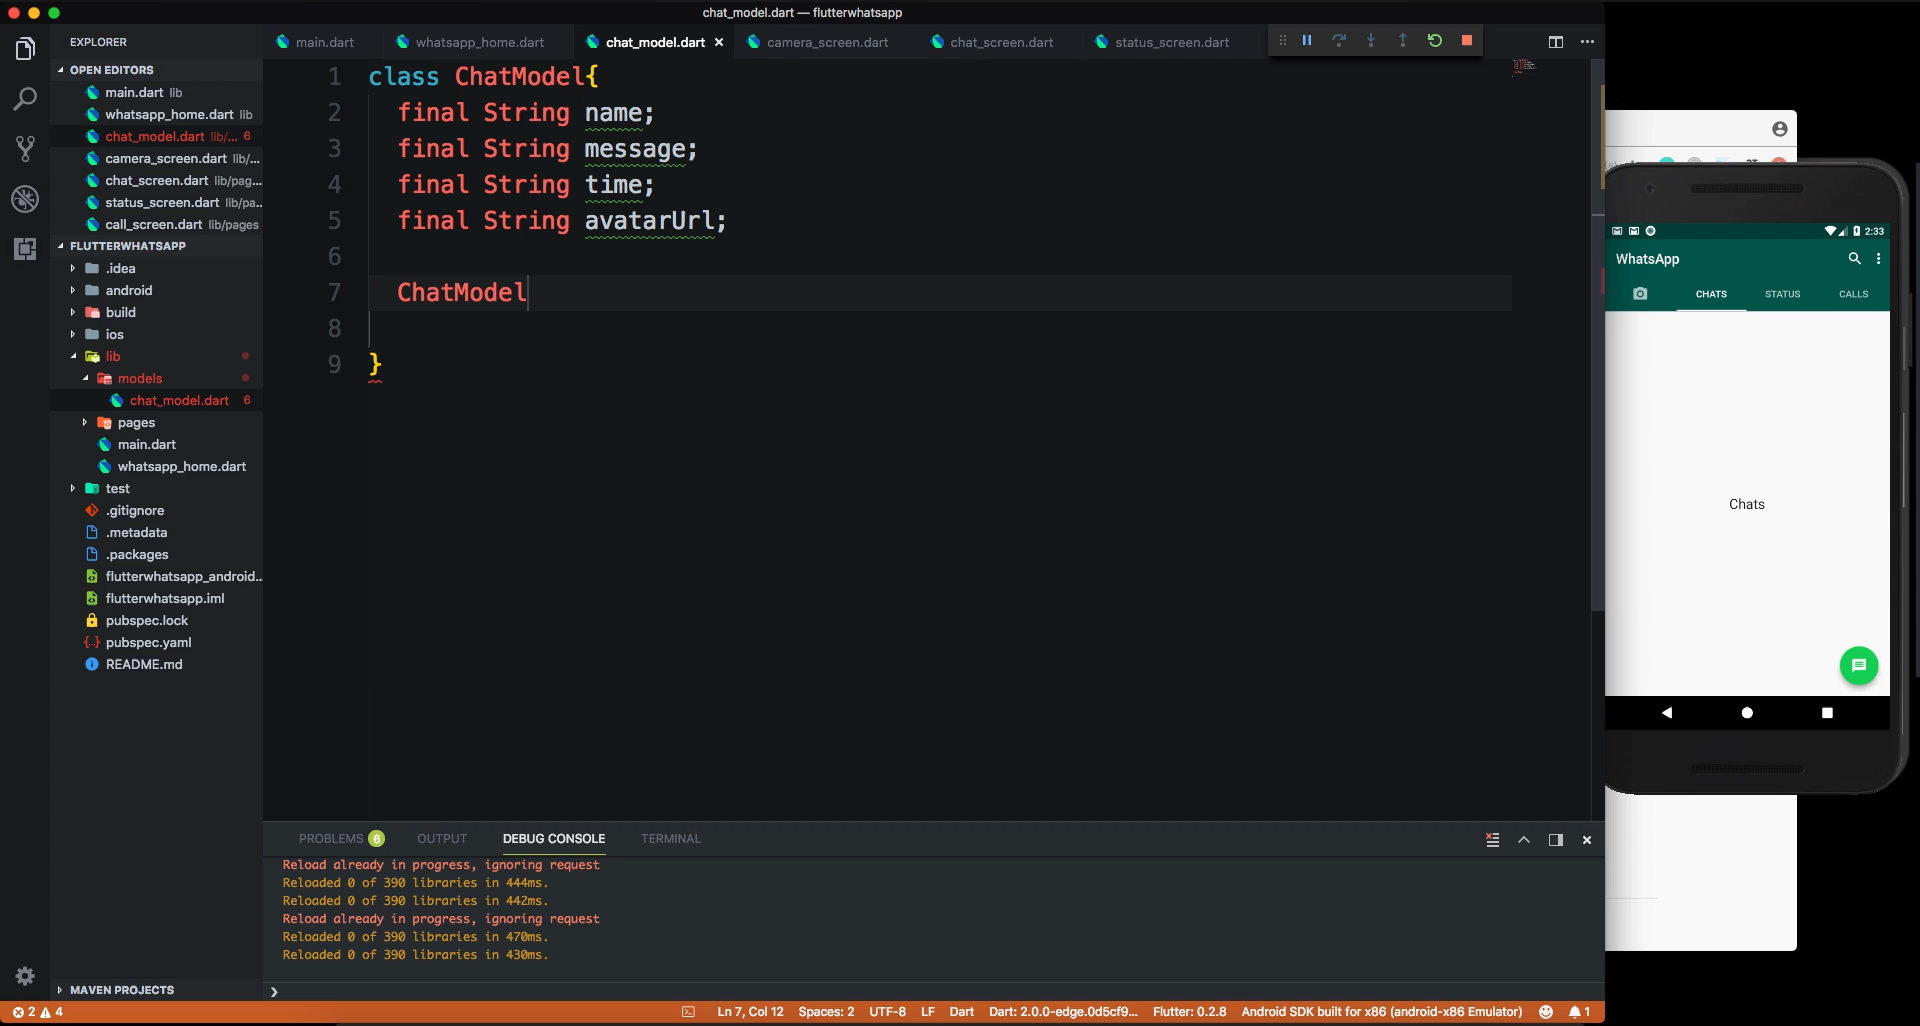 chat_model.dart — flutterwhatsapp
EXPLORER
OPEN EDITORS
main.dart lib
whatsapp_home.dart lib
chat_model.dart lib/... 6
camera_screen.dart lib/...
chat_screen.dart lib/pag...
status_screen.dart lib/pa...
call_screen.dart lib/pages
FLUTTERWHATSAPP
.idea
android
build
ios
lib
models
chat_model.dart 6
pages
main.dart
whatsapp_home.dart
test
.gitignore
.metadata
.packages
flutterwhatsapp_android...
flutterwhatsapp.iml
pubspec.lock
pubspec.yaml
README.md
MAVEN PROJECTS
main.dart whatsapp_home.dart chat_model.dart camera_screen.dart chat_screen.dart status_screen.dart
1 class ChatModel{
2 final String name;
3 final String message;
4 final String time;
5 final String avatarUrl;
6
7 ChatModel
8
9 }
PROBLEMS 6 OUTPUT DEBUG CONSOLE TERMINAL
Reload already in progress, ignoring request
Reloaded 0 of 390 libraries in 444ms.
Reloaded 0 of 390 libraries in 442ms.
Reload already in progress, ignoring request
Reloaded 0 of 390 libraries in 470ms.
Reloaded 0 of 390 libraries in 430ms.
2 4 Ln 7, Col 12 Spaces: 2 UTF-8 LF Dart Dart: 2.0.0-edge.0d5cf9... Flutter: 0.2.8 Android SDK built for x86 (android-x86 Emulator) 1
2:33
WhatsApp
CHATS STATUS CALLS
Chats